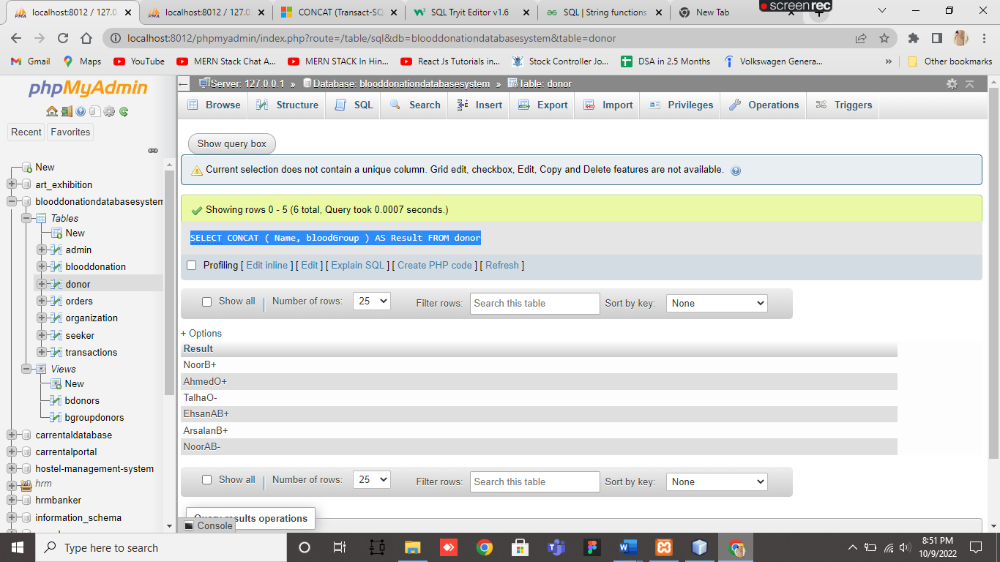 localhost:8012 / 127.0.
localhost:8012 / 127.0.
CONCAT (Transact-SQ
SQL Tryit Editor v1.6
SQL | String functions
New Tab
screenrec
localhost:8012/phpmyadmin/index.php?route=/table/sql&db=blooddonationdatabasesystem&table=donor
Gmail
Maps
YouTube
MERN Stack Chat A...
MERN STACK In Hin...
React Js Tutorials in...
Stock Controller Jo...
DSA in 2.5 Months
Volkswagen Genera...
»
Other bookmarks
phpMyAdmin
Recent
Favorites
New
art_exhibition
blooddonationdatabasesystem
Tables
New
admin
blooddonation
donor
orders
organization
seeker
transactions
Views
New
bdonors
bgroupdonors
carrentaldatabase
carrentalportal
hostel-management-system
hrm
hrmbanker
information_schema
Server: 127.0.0.1 » Database: blooddonationdatabasesystem » Table: donor
Browse
Structure
SQL
Search
Insert
Export
Import
Privileges
Operations
Triggers
Show query box
Current selection does not contain a unique column. Grid edit, checkbox, Edit, Copy and Delete features are not available.
Showing rows 0 - 5 (6 total, Query took 0.0007 seconds.)
SELECT CONCAT ( Name, bloodGroup ) AS Result FROM donor
Profiling [ Edit inline ] [ Edit ] [ Explain SQL ] [ Create PHP code ] [ Refresh ]
Show all | Number of rows: 25 Filter rows: Search this table Sort by key: None
+ Options
Result
NoorB+
AhmedO+
TalhaO-
EhsanAB+
ArsalanB+
NoorAB-
Show all | Number of rows: 25 Filter rows: Search this table Sort by key: None
Query results operations
Console
Type here to search
8:51 PM
10/9/2022